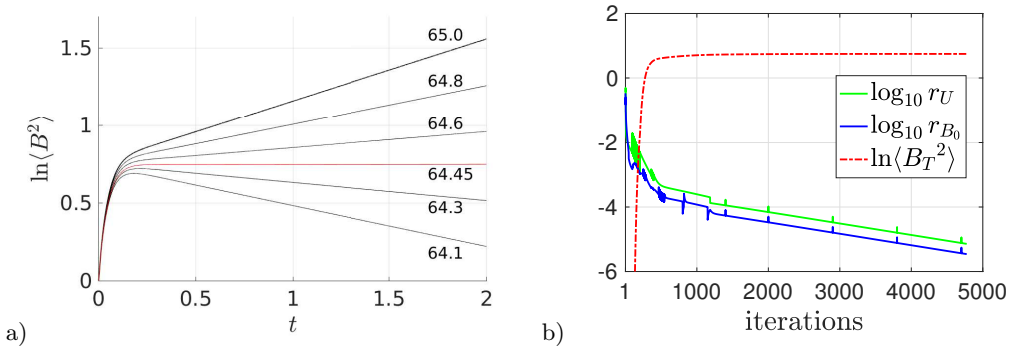 1.5
1
0.5
0
65.0
64.8
64.6
64.45
64.3
64.1
ln⟨B²⟩
0 0.5 1 1.5 2
t
a)
2
0
-2
-4
-6
log₁₀ r_U
log₁₀ r_{B₀}
ln⟨B_T²⟩
1 1000 2000 3000 4000 5000
iterations
b)